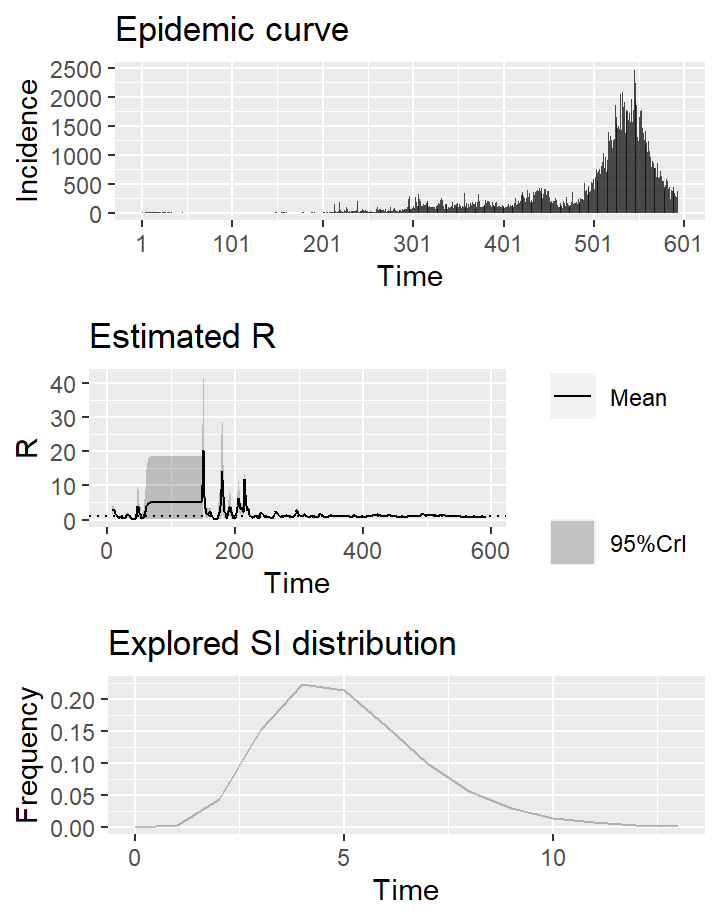 Epidemic curve
2500
2000
1500
1000
500
0
Incidence
1 101 201 301 401 501 601
Time
Estimated R
40
30
20
10
0
R
0 200 400 600
Time
Mean
95%CrI
Explored SI distribution
0.20
0.15
0.10
0.05
0.00
Frequency
0 5 10
Time